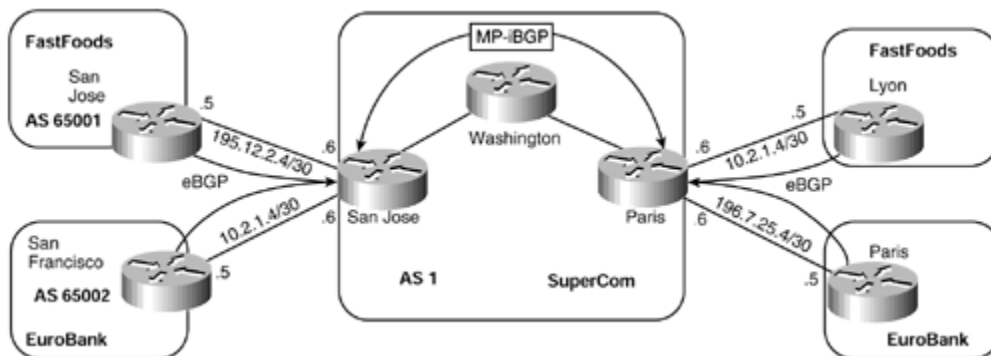 FastFoods
San
Jose
AS 65001
.5
195.12.2.4/30
.6
eBGP
San Jose
10.2.1.4/30
.6
.5
San
Francisco
AS 65002
EuroBank
MP-iBGP
Washington
AS 1
SuperCom
Paris
FastFoods
Lyon
.5
10.2.1.4/30
.6
eBGP
196.7.25.4/30
.6
.5
Paris
EuroBank